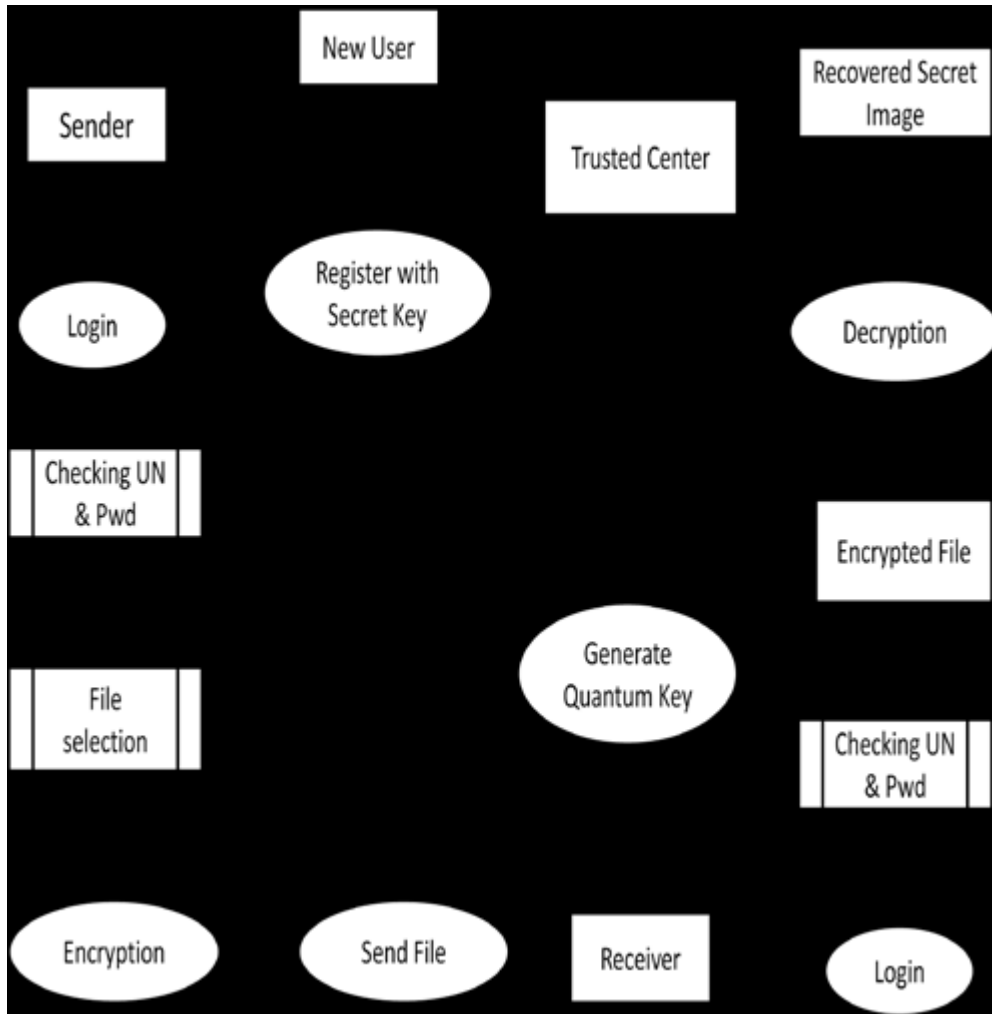 New User
Sender
Recovered Secret
Image
Trusted Center
Register with
Secret Key
Login
Decryption
Checking UN
& Pwd
Encrypted File
Generate
Quantum Key
File
selection
Checking UN
& Pwd
Encryption
Send File
Receiver
Login